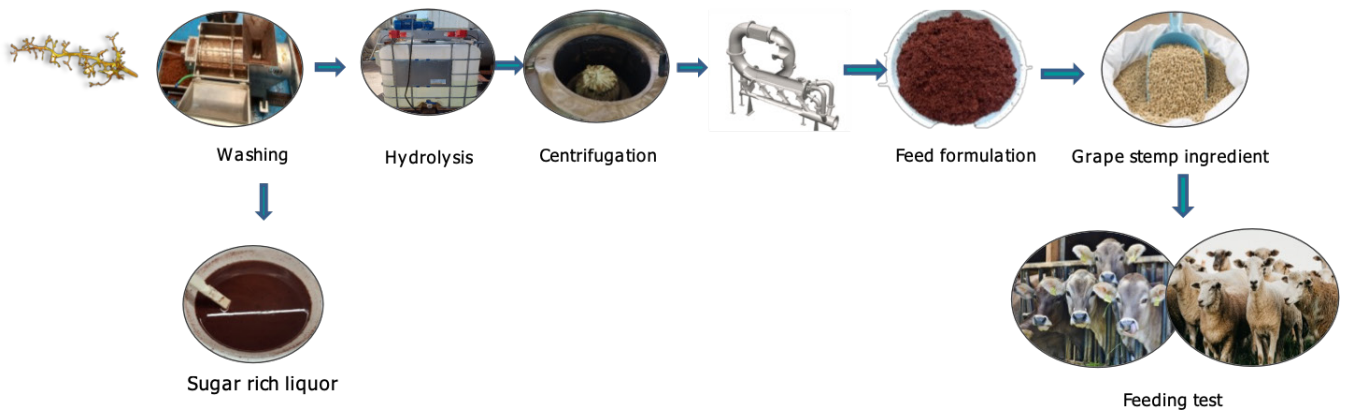 Washing
Hydrolysis
Centrifugation
Feed formulation
Grape stemp ingredient
Sugar rich liquor
Feeding test